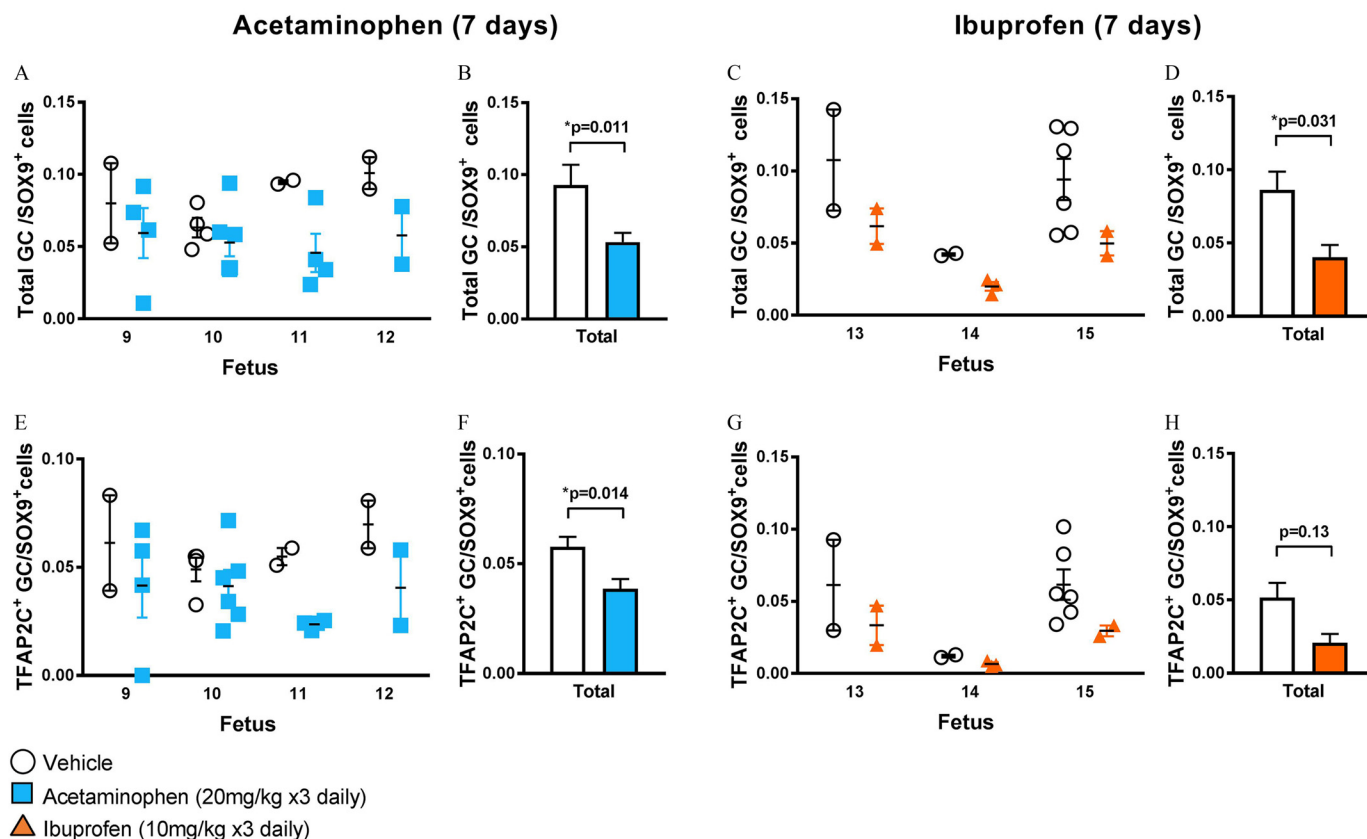 Acetaminophen (7 days)
Ibuprofen (7 days)
A
Total GC /SOX9+ cells
0.15
0.10
0.05
0.00
9
10
11
12
Fetus
B
Total GC /SOX9+ cells
0.15
0.10
0.05
0.00
*p=0.011
Total
C
Total GC /SOX9+ cells
0.15
0.10
0.05
0.00
13
14
15
Fetus
D
Total GC /SOX9+ cells
0.15
0.10
0.05
0.00
*p=0.031
Total
E
TFAP2C+ GC/SOX9+cells
0.10
0.05
0.00
9
10
11
12
Fetus
F
TFAP2C+ GC/SOX9+cells
0.10
0.05
0.00
*p=0.014
Total
G
TFAP2C+ GC/SOX9+cells
0.15
0.10
0.05
0.00
13
14
15
Fetus
H
TFAP2C+ GC/SOX9+cells
0.15
0.10
0.05
0.00
p=0.13
Total
Vehicle
Acetaminophen (20mg/kg x3 daily)
Ibuprofen (10mg/kg x3 daily)